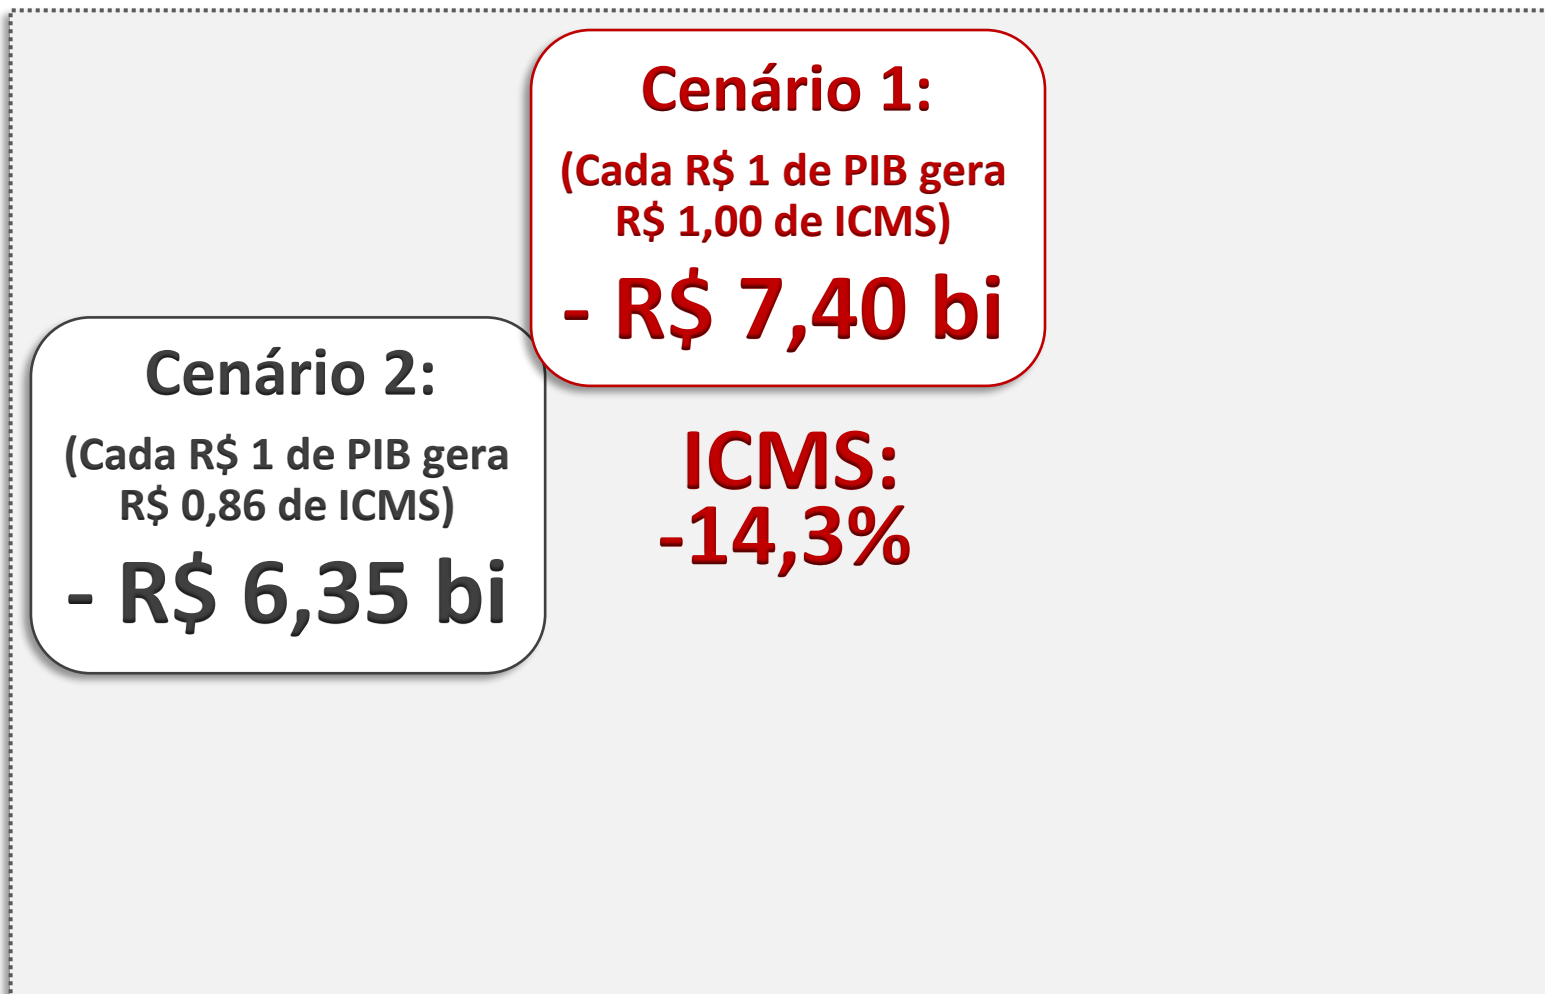 Cenário 1:
(Cada R$ 1 de PIB gera
R$ 1,00 de ICMS)
- R$ 7,40 bi
Cenário 2:
(Cada R$ 1 de PIB gera
R$ 0,86 de ICMS)
- R$ 6,35 bi
ICMS:
-14,3%